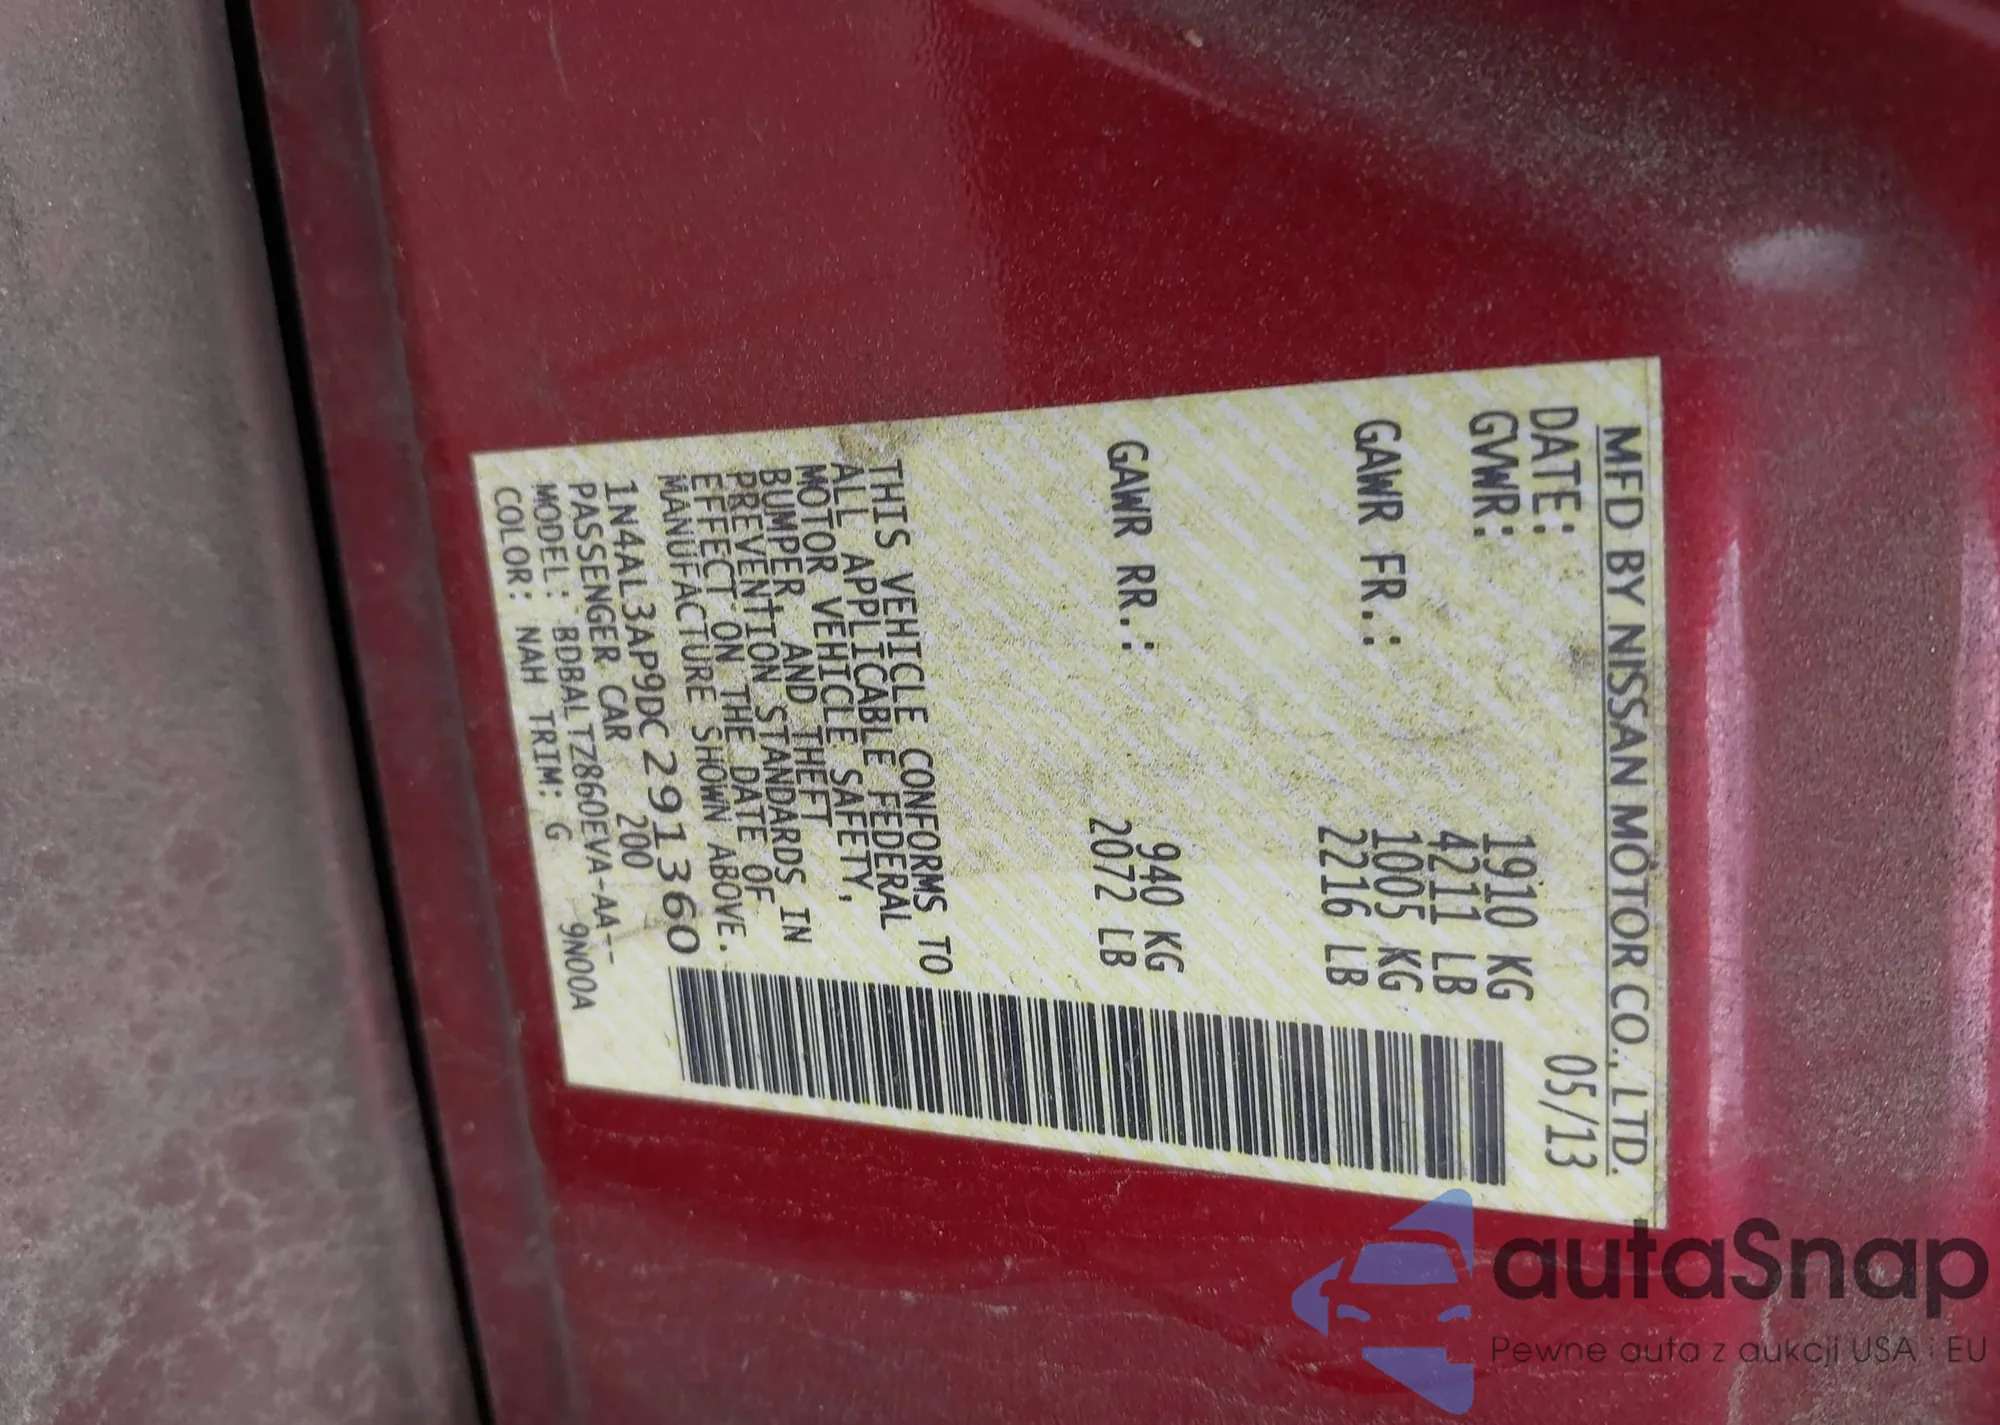 MFD BY NISSAN MOTOR CO., LTD.
DATE: 05/13
GVWR: 1910 KG
4211 LB
GAWR FR.: 1005 KG
2216 LB
GAWR RR.: 940 KG
2072 LB
THIS VEHICLE CONFORMS TO
ALL APPLICABLE FEDERAL
MOTOR VEHICLE SAFETY,
BUMPER, AND THEFT
PREVENTION STANDARDS IN
EFFECT ON THE DATE OF
MANUFACTURE SHOWN ABOVE.
1N4AL3AP9DC291360
PASSENGER CAR 200
MODEL: BDBALTZ860EVA-AA--
COLOR: NAH TRIM: G 9N00A
autaSnap
Pewne auta z aukcji USA i EU